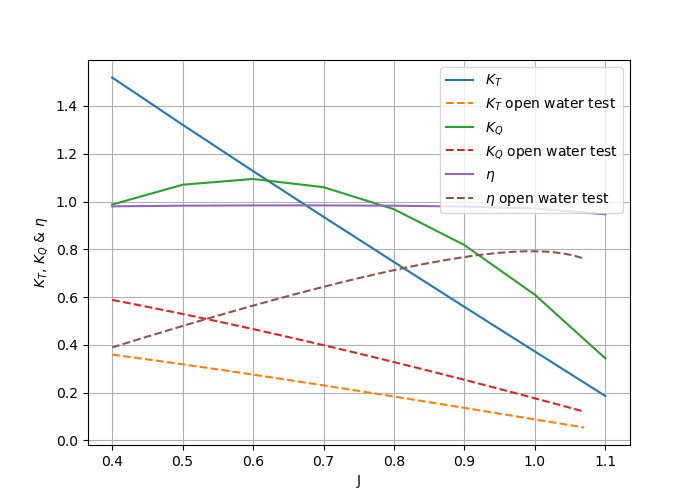 K_T
K_T open water test
K_Q
K_Q open water test
η
η open water test
K_T, K_Q & η
1.4
1.2
1.0
0.8
0.6
0.4
0.2
0.0
0.4 0.5 0.6 0.7 0.8 0.9 1.0 1.1
J